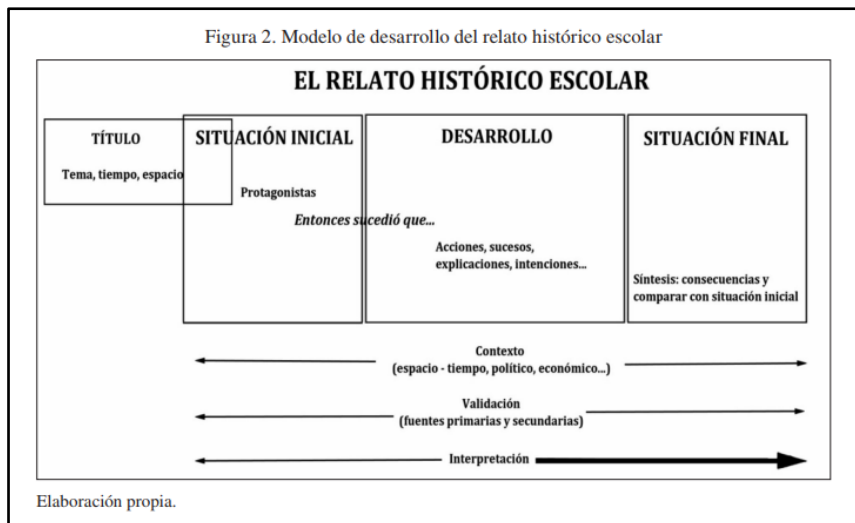 Figura 2. Modelo de desarrollo del relato histórico escolar
EL RELATO HISTÓRICO ESCOLAR
TÍTULO
Tema, tiempo, espacio
SITUACIÓN INICIAL
Protagonistas
Entonces sucedió que...
DESARROLLO
Acciones, sucesos,
explicaciones, intenciones...
SITUACIÓN FINAL
Síntesis: consecuencias y
comparar con situación inicial
Contexto
(espacio - tiempo, político, económico...)
Validación
(fuentes primarias y secundarias)
Interpretación
Elaboración propia.